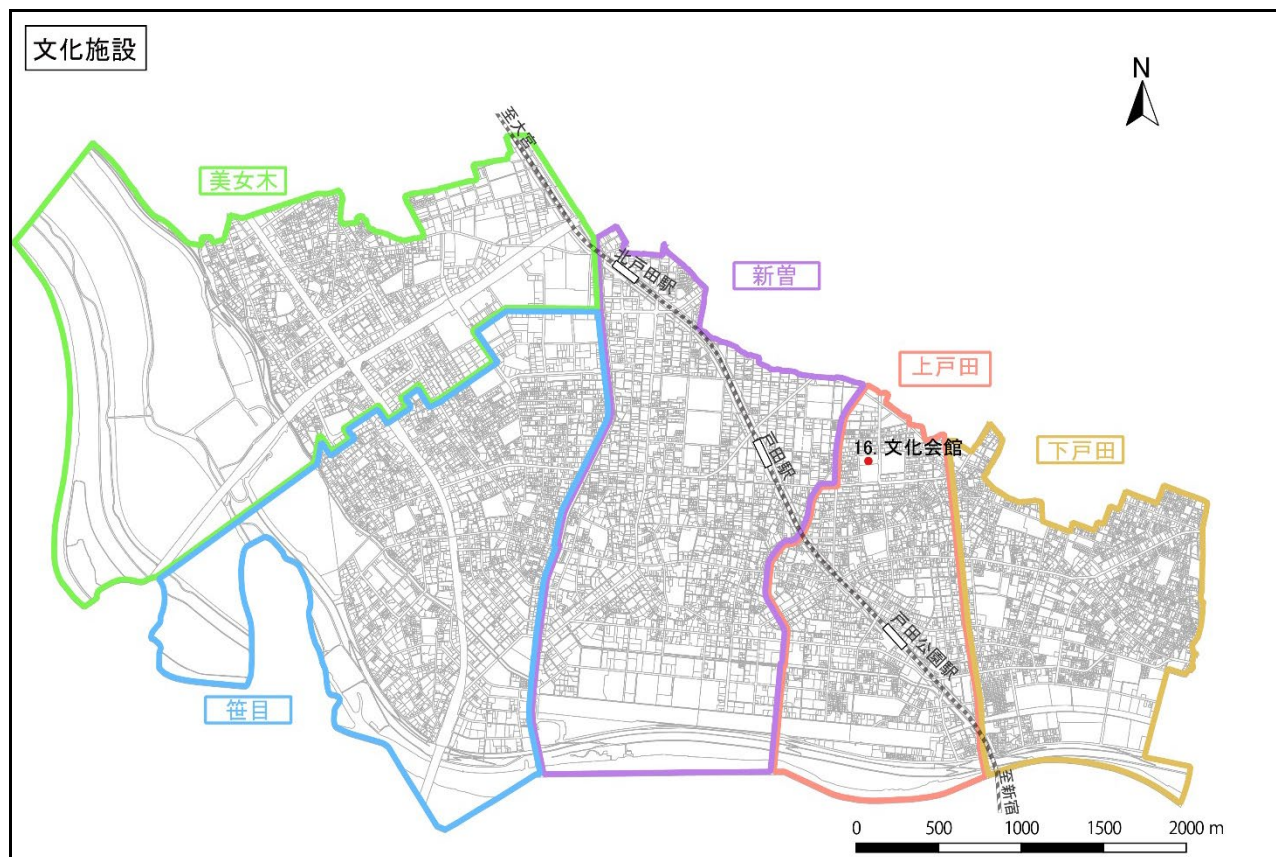 文化施設
N
至大宮
美女木
北戸田駅
新曽
上戸田
16. 文化会館
下戸田
戸田駅
戸田公園駅
笹目
至新宿
0 500 1000 1500 2000 m